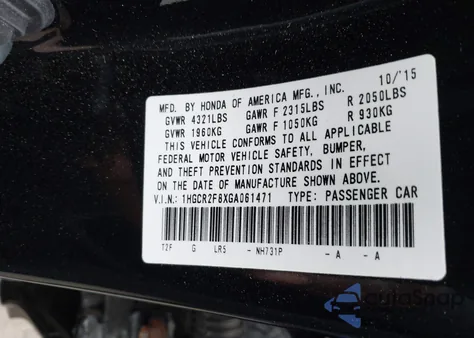 10/'15
MFD. BY HONDA OF AMERICA MFG., INC.
GVWR 4321LBS GAWR F 2315LBS R 2050LBS
GVWR 1960KG GAWR F 1050KG R 930KG
THIS VEHICLE CONFORMS TO ALL APPLICABLE
FEDERAL MOTOR VEHICLE SAFETY, BUMPER,
AND THEFT PREVENTION STANDARDS IN EFFECT
ON THE DATE OF MANUFACTURE SHOWN ABOVE.
V.I.N.: 1HGCR2F8XGA061471 TYPE: PASSENGER CAR
T2F G LR5 - NH731P - A - A
AutoSnap